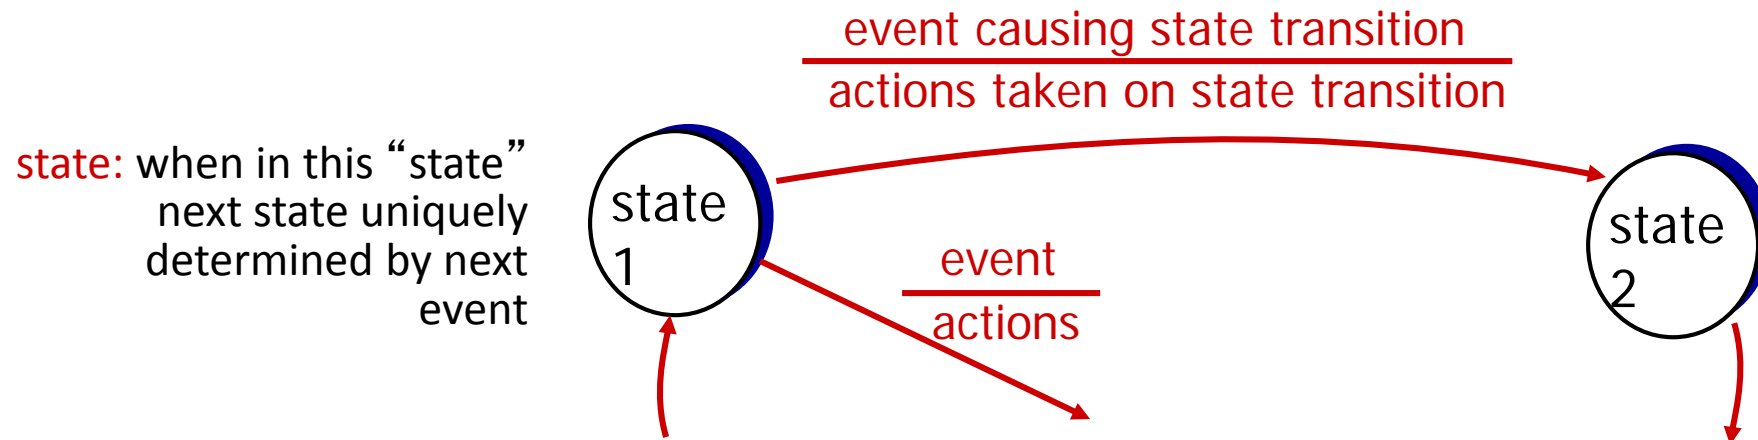 event causing state transition
actions taken on state transition
state: when in this “state”
next state uniquely
determined by next
event
state
1
event
actions
state
2